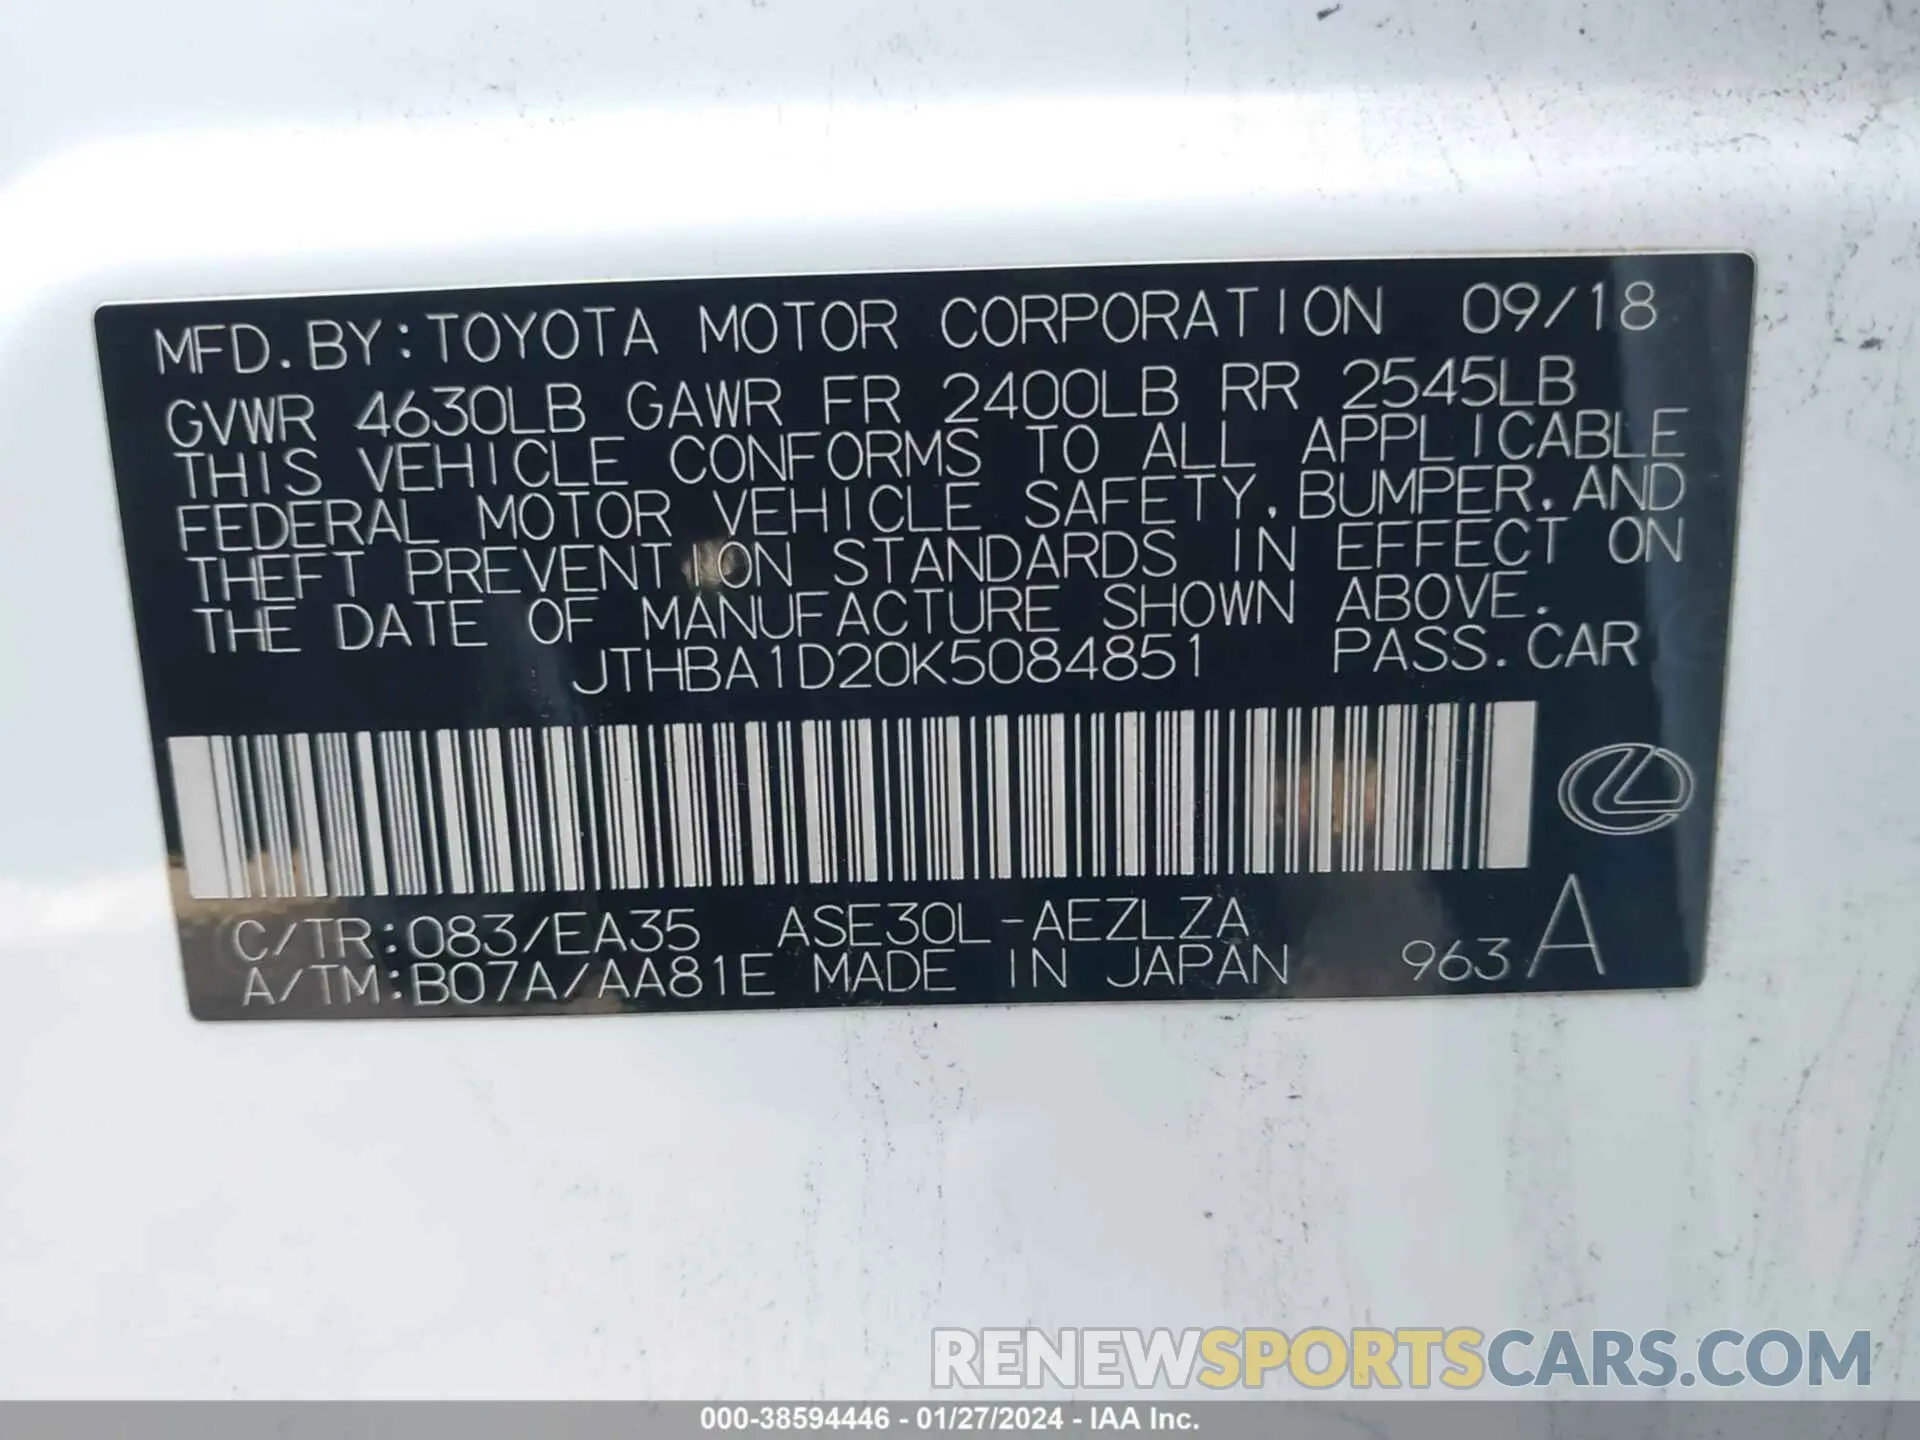 MFD. BY: TOYOTA MOTOR CORPORATION 09/18
GVWR 4630LB GAWR FR 2400LB RR 2545LB
THIS VEHICLE CONFORMS TO ALL APPLICABLE
FEDERAL MOTOR VEHICLE SAFETY, BUMPER, AND
THEFT PREVENTION STANDARDS IN EFFECT ON
THE DATE OF MANUFACTURE SHOWN ABOVE.
JTHBA1D20K5084851 PASS. CAR
C/TR: 083/EA35 ASE30L-AEZLZA
A/TM: B07A/AA81E MADE IN JAPAN 963 A
RENEWSPORTSCARS.COM
000-38594446 - 01/27/2024 - IAA Inc.